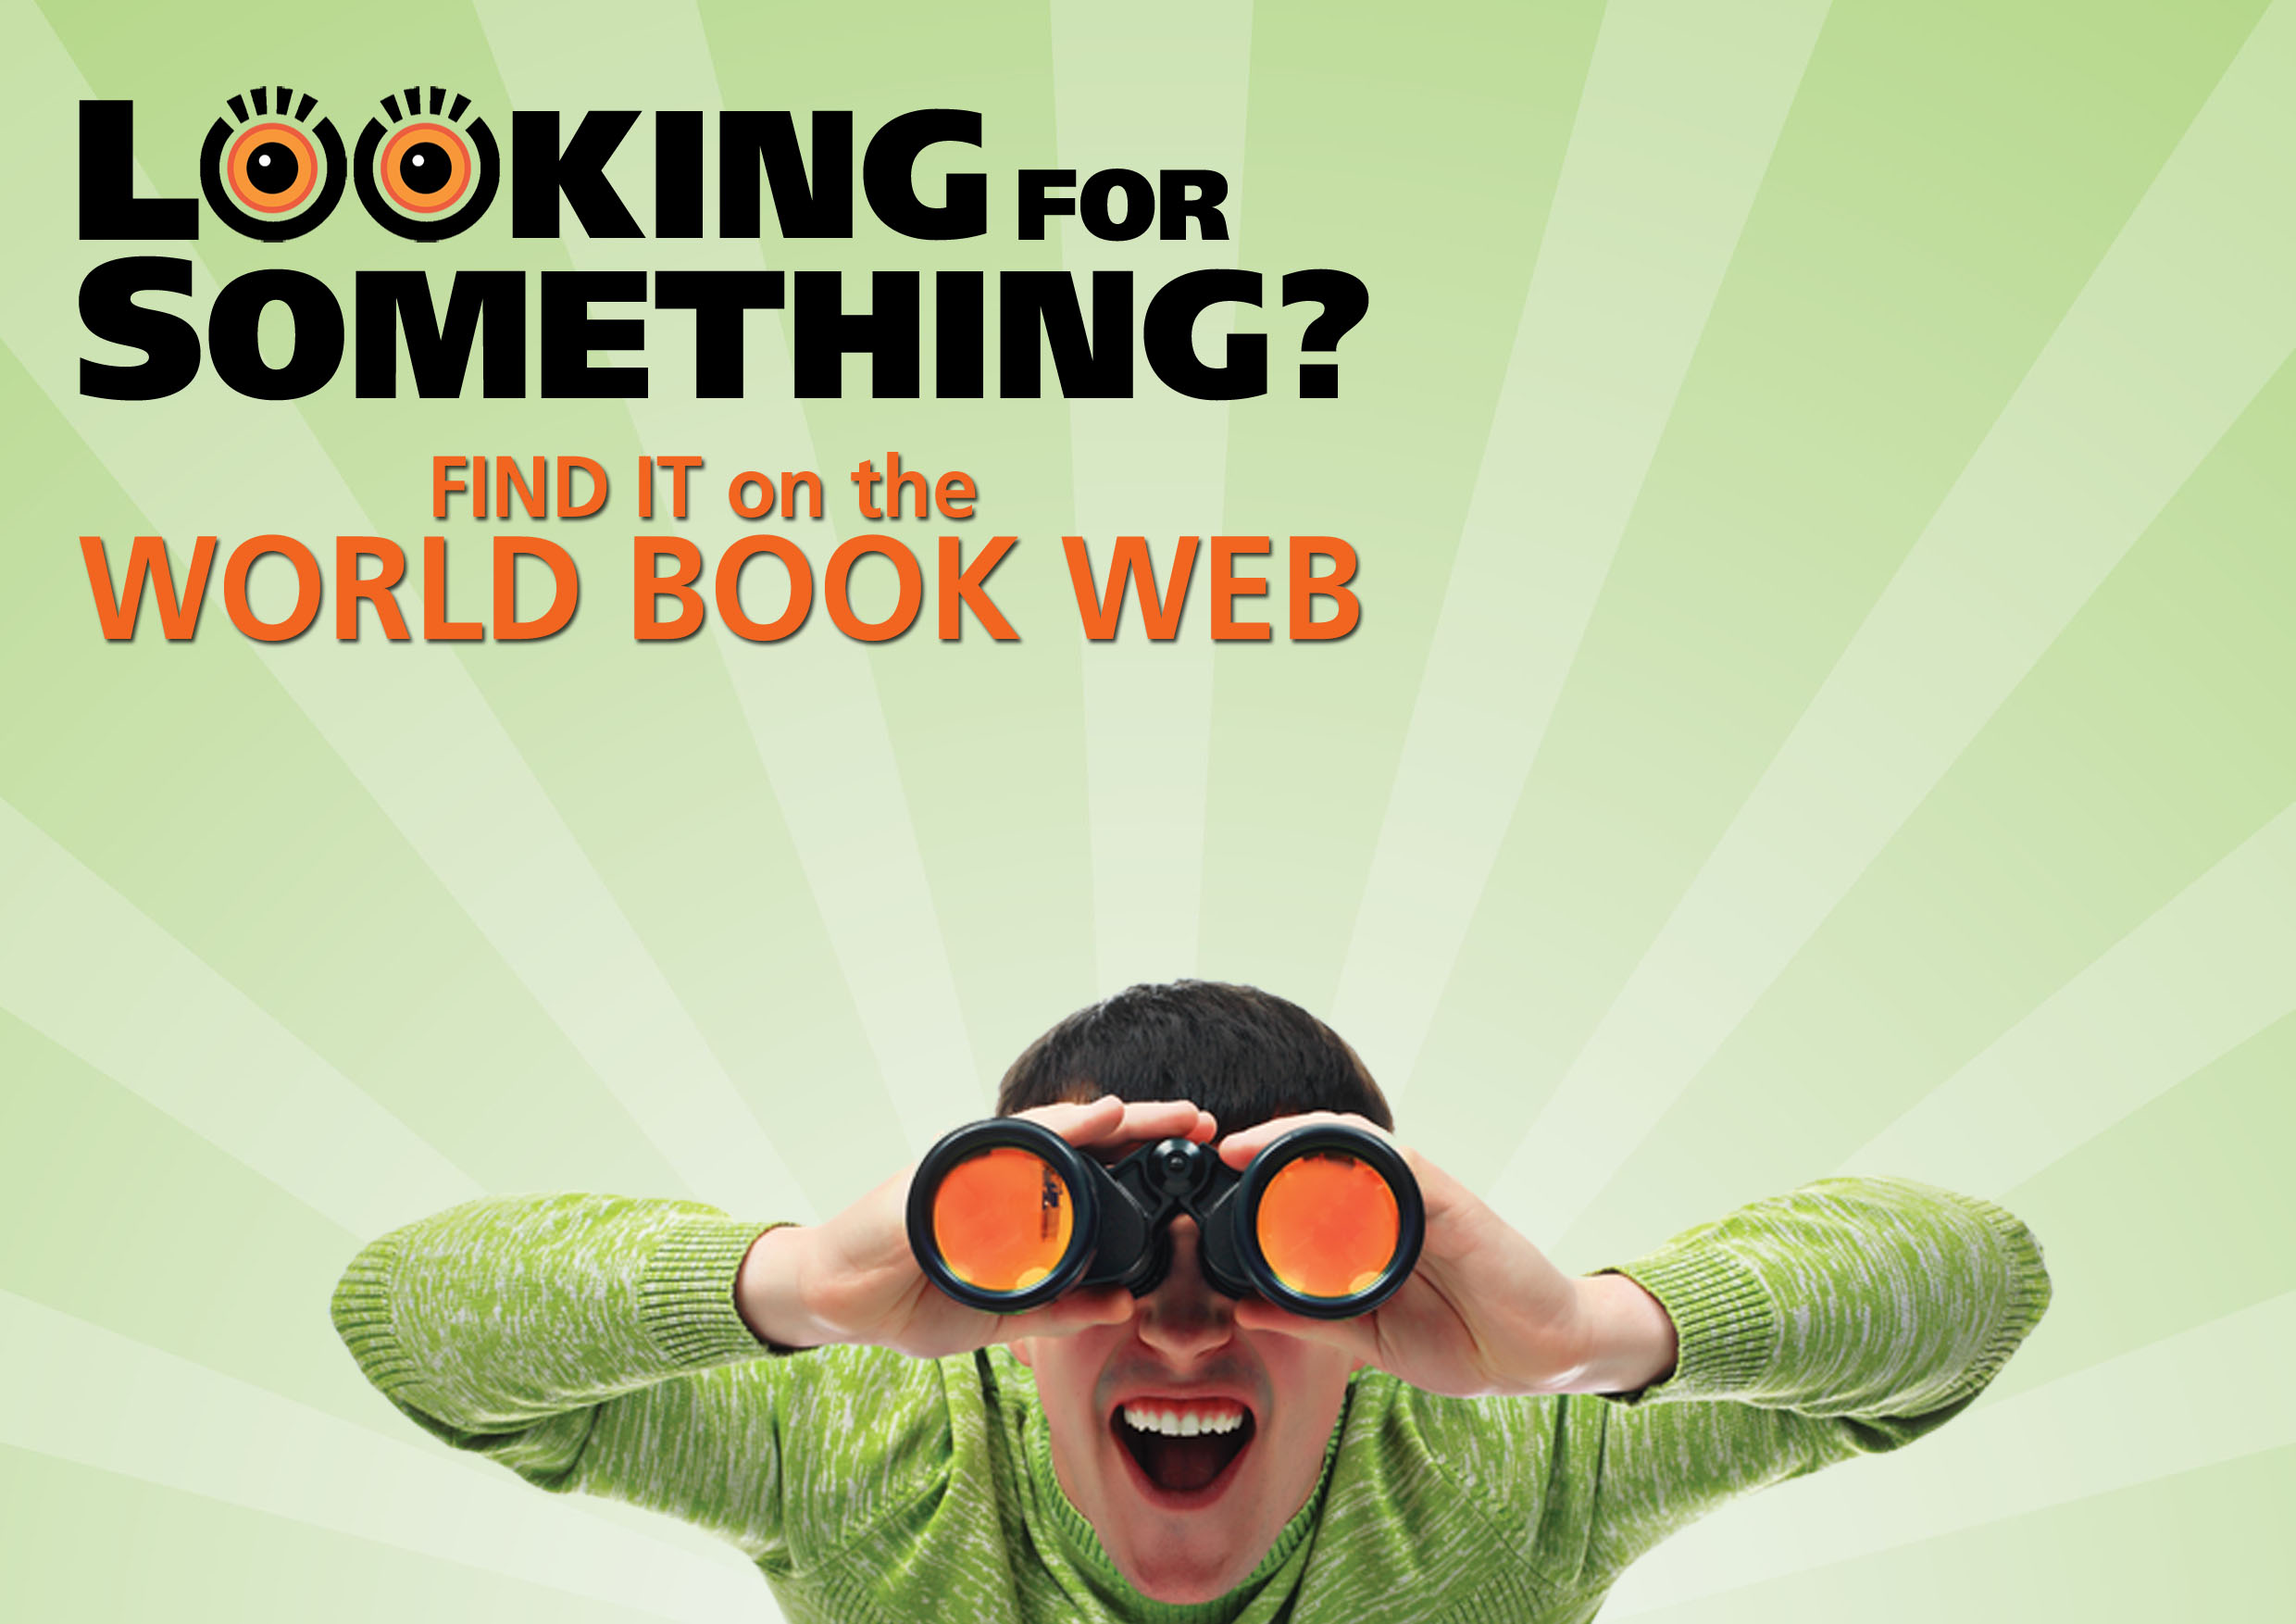 LOOKING FOR
SOMETHING?
FIND IT on the
WORLD BOOK WEB